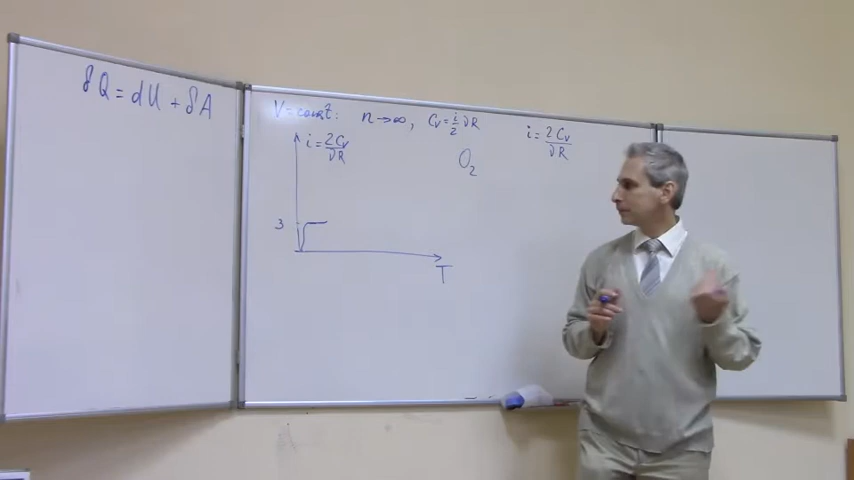 δQ = dU + δA
V = const:   n → ∞,   Cv = i/2 νR
i = 2Cv/νR
O₂
i = 2Cv/νR
3
T